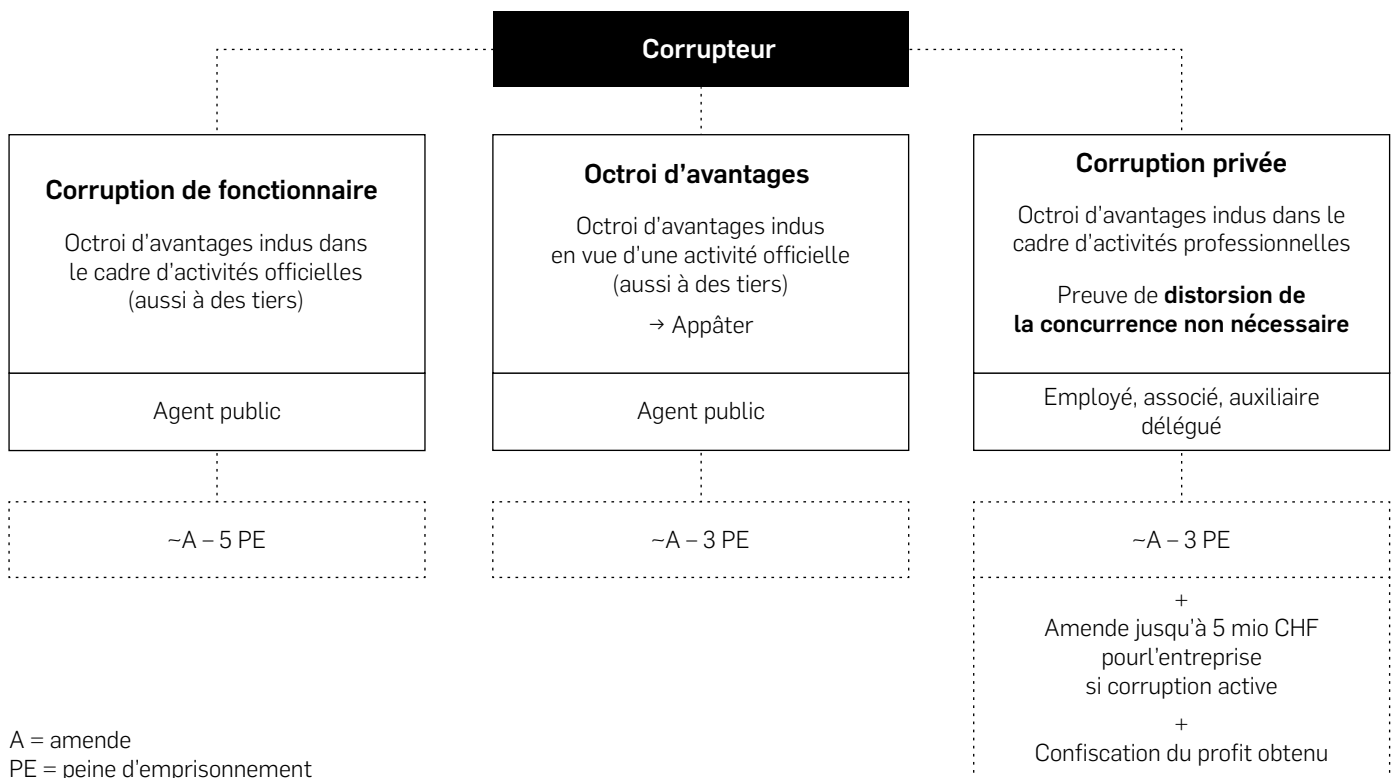 Corrupteur
Corruption de fonctionnaire
Octroi d'avantages indus dans
le cadre d'activités officielles
(aussi à des tiers)
Agent public
~A – 5 PE
Octroi d'avantages
Octroi d'avantages indus
en vue d'une activité officielle
(aussi à des tiers)
→ Appâter
Agent public
~A – 3 PE
Corruption privée
Octroi d'avantages indus dans le
cadre d'activités professionnelles
Preuve de distorsion de
la concurrence non nécessaire
Employé, associé, auxiliaire
délégué
~A – 3 PE
+
Amende jusqu'à 5 mio CHF
pourl'entreprise
si corruption active
+
Confiscation du profit obtenu
A = amende
PE = peine d'emprisonnement